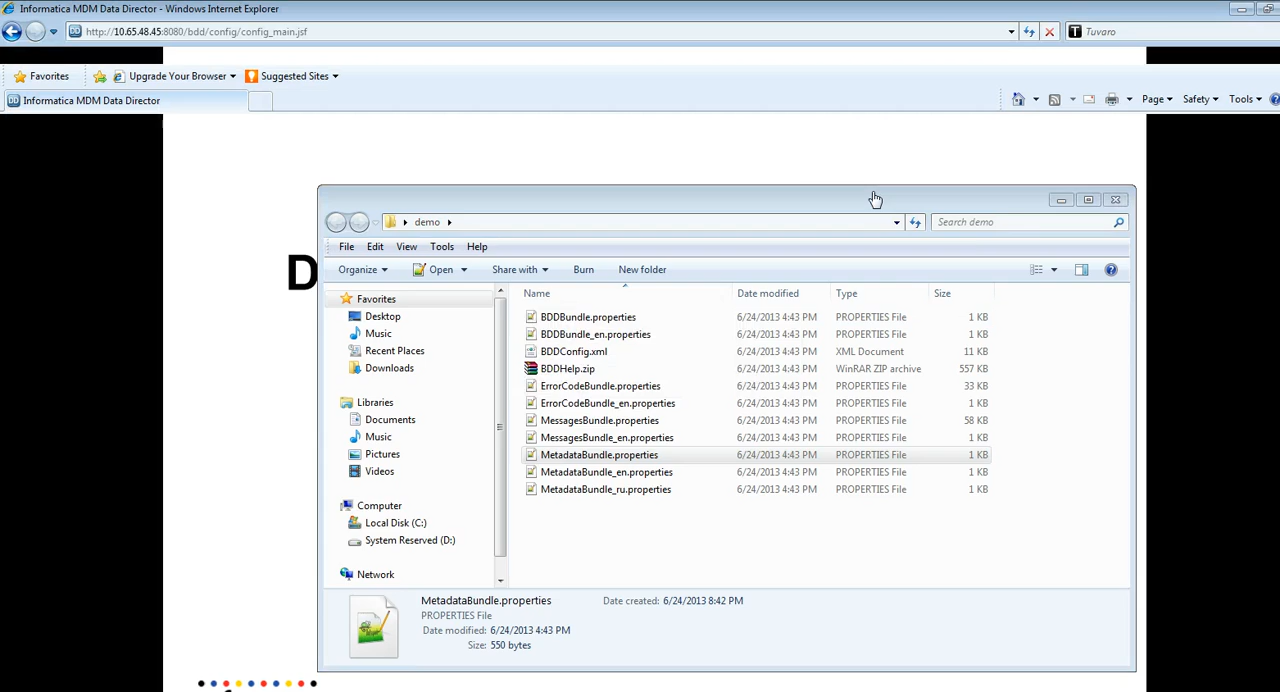 Informatica MDM Data Director - Windows Internet Explorer
http://10.65.48.45:8080/bdd/config/config_main.jsf
Tuvaro
Favorites Upgrade Your Browser Suggested Sites
Informatica MDM Data Director Page Safety Tools
demo Search demo
File Edit View Tools Help
D
Organize Open Share with Burn New folder
Name Date modified Type Size
Favorites
Desktop
Music
Recent Places
Downloads
Libraries
Documents
Music
Pictures
Videos
Computer
Local Disk (C:)
System Reserved (D:)
Network
BDDBundle.properties 6/24/2013 4:43 PM PROPERTIES File 1 KB
BDDBundle_en.properties 6/24/2013 4:43 PM PROPERTIES File 1 KB
BDDConfig.xml 6/24/2013 4:43 PM XML Document 11 KB
BDDHelp.zip 6/24/2013 4:43 PM WinRAR ZIP archive 557 KB
ErrorCodeBundle.properties 6/24/2013 4:43 PM PROPERTIES File 33 KB
ErrorCodeBundle_en.properties 6/24/2013 4:43 PM PROPERTIES File 1 KB
MessagesBundle.properties 6/24/2013 4:43 PM PROPERTIES File 58 KB
MessagesBundle_en.properties 6/24/2013 4:43 PM PROPERTIES File 1 KB
MetadataBundle.properties 6/24/2013 4:43 PM PROPERTIES File 1 KB
MetadataBundle_en.properties 6/24/2013 4:43 PM PROPERTIES File 1 KB
MetadataBundle_ru.properties 6/24/2013 4:43 PM PROPERTIES File 1 KB
MetadataBundle.properties Date created: 6/24/2013 8:42 PM
PROPERTIES File
Date modified: 6/24/2013 4:43 PM
Size: 550 bytes